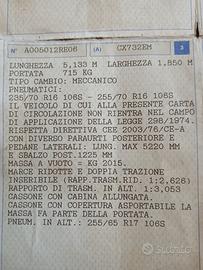 N° A005012RE06 (A) CX732EM 3
LUNGHEZZA 5,133 M LARGHEZZA 1,850 M
PORTATA 715 KG
TIPO CAMBIO: MECCANICO
PNEUMATICI:
235/70 R16 106S - 255/70 R16 108S
IL VEICOLO DI CUI ALLA PRESENTE CARTA
DI CIRCOLAZIONE NON RIENTRA NEL CAMPO
DI APPLICAZIONE DELLA LEGGE 298/1974.
RISPETTA DIRETTIVA CEE 2003/76/CE-A
CON DIVERSO PARAURTI POSTERIORE E
PEDANE LATERALI: LUNG. MAX 5220 MM
E SBALZO POST.1225 MM
MASSA A VUOTO = KG 2015.
MARCE RIDOTTE E DOPPIA TRAZIONE
INSERIBILE (RAPP.TRASM.RID. 1:2,626)
RAPPORTO DI TRASM. IN ALT: 1:3,053
CASSONE CON CABINA ALLUNGATA.
CASSONE CON COPERTURA ASPORTABILE LA
MASSA FA PARTE DELLA PORTATA.
PNEUM. IN ALT.: 255/65 R17 106S
subito